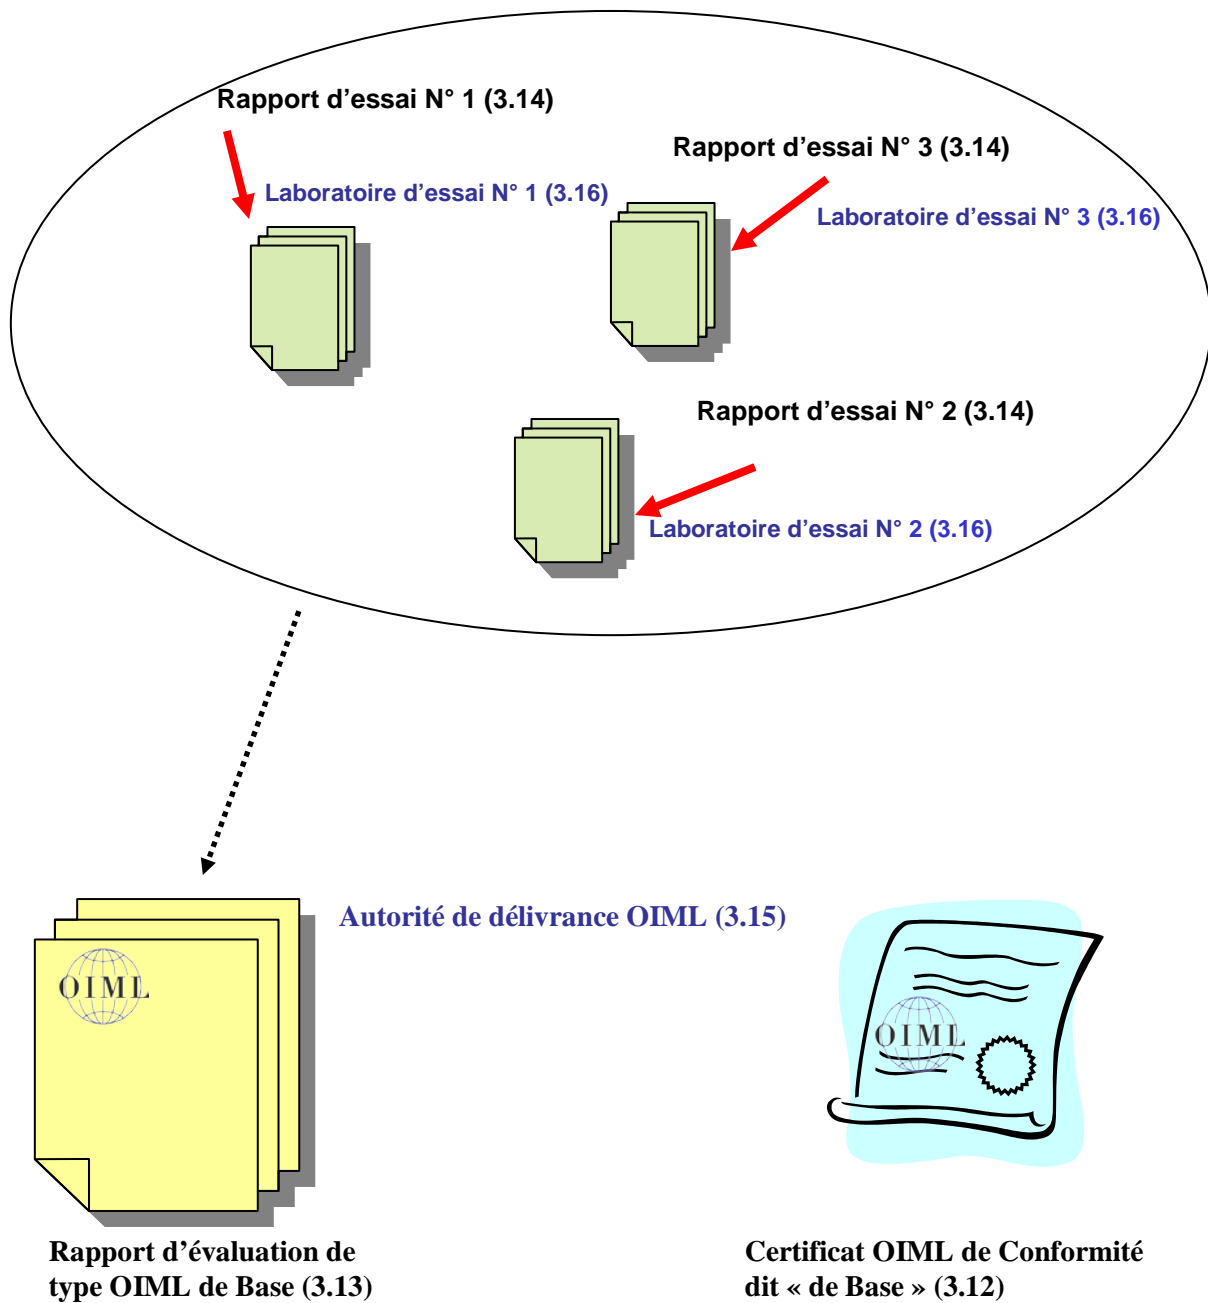 Rapport d’essai N° 1 (3.14)
Rapport d’essai N° 3 (3.14)
Laboratoire d’essai N° 1 (3.16)
Laboratoire d’essai N° 3 (3.16)
Rapport d’essai N° 2 (3.14)
Laboratoire d’essai N° 2 (3.16)
Autorité de délivrance OIML (3.15)
OIML
OIML
Rapport d’évaluation de
type OIML de Base (3.13)
Certificat OIML de Conformité
dit « de Base » (3.12)